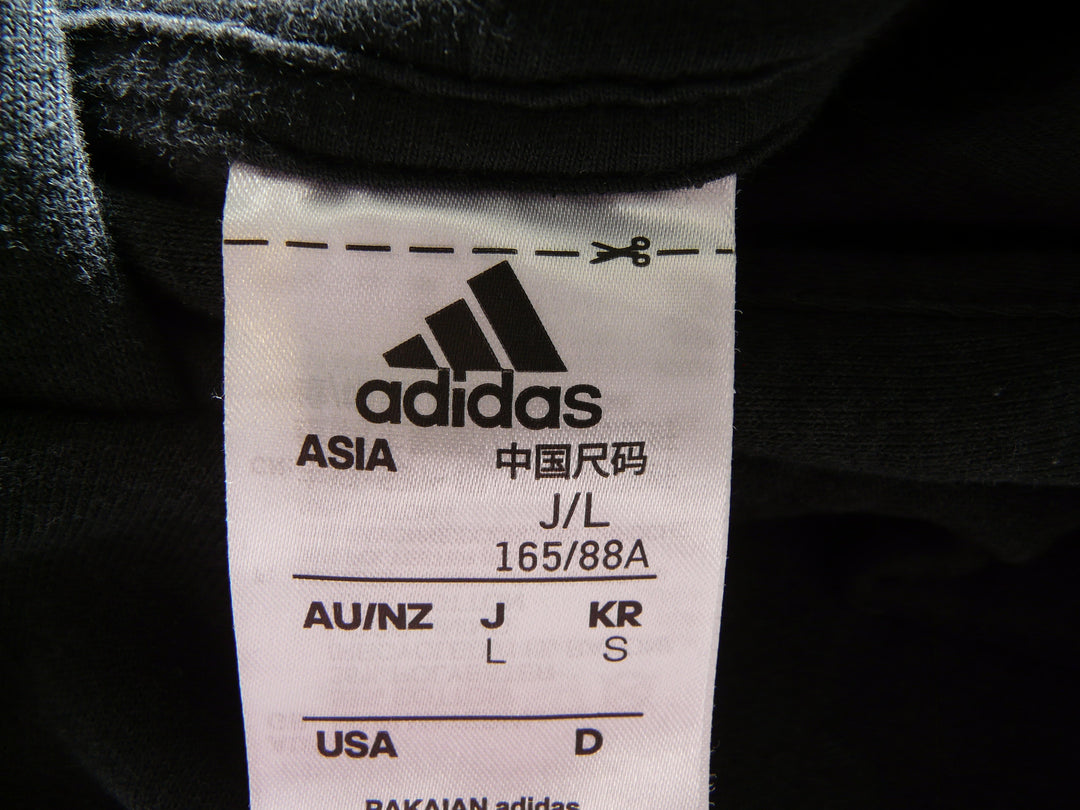 adidas
ASIA 中国尺码
J/L
165/88A
AU/NZ J KR
L S
USA D
PAKAIAN adidas